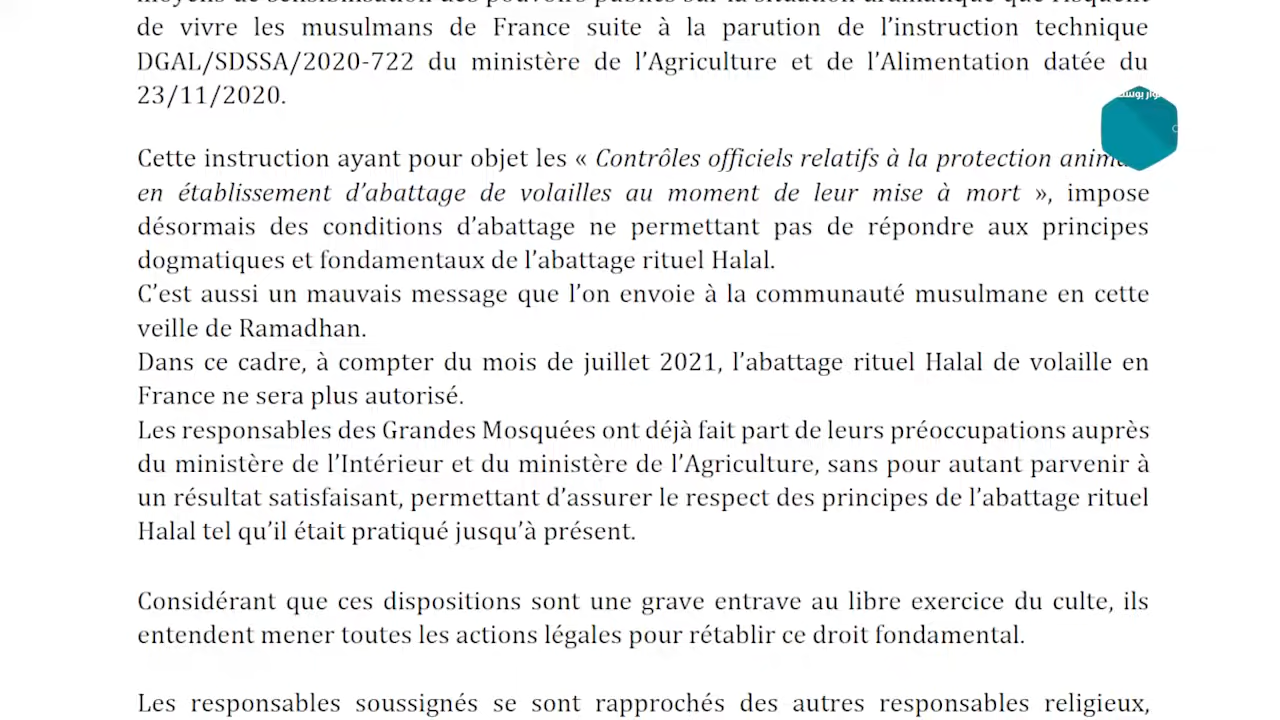 de vivre les musulmans de France suite à la parution de l'instruction technique
DGAL/SDSSA/2020-722 du ministère de l'Agriculture et de l'Alimentation datée du
23/11/2020.
Cette instruction ayant pour objet les « Contrôles officiels relatifs à la protection
en établissement d'abattage de volailles au moment de leur mise à mort », impose
désormais des conditions d'abattage ne permettant pas de répondre aux principes
dogmatiques et fondamentaux de l'abattage rituel Halal.
C'est aussi un mauvais message que l'on envoie à la communauté musulmane en cette
veille de Ramadhan.
Dans ce cadre, à compter du mois de juillet 2021, l'abattage rituel Halal de volaille en
France ne sera plus autorisé.
Les responsables des Grandes Mosquées ont déjà fait part de leurs préoccupations auprès
du ministère de l'Intérieur et du ministère de l'Agriculture, sans pour autant parvenir à
un résultat satisfaisant, permettant d'assurer le respect des principes de l'abattage rituel
Halal tel qu'il était pratiqué jusqu'à présent.
Considérant que ces dispositions sont une grave entrave au libre exercice du culte, ils
entendent mener toutes les actions légales pour rétablir ce droit fondamental.
Les responsables soussignés se sont rapprochés des autres responsables religieux,